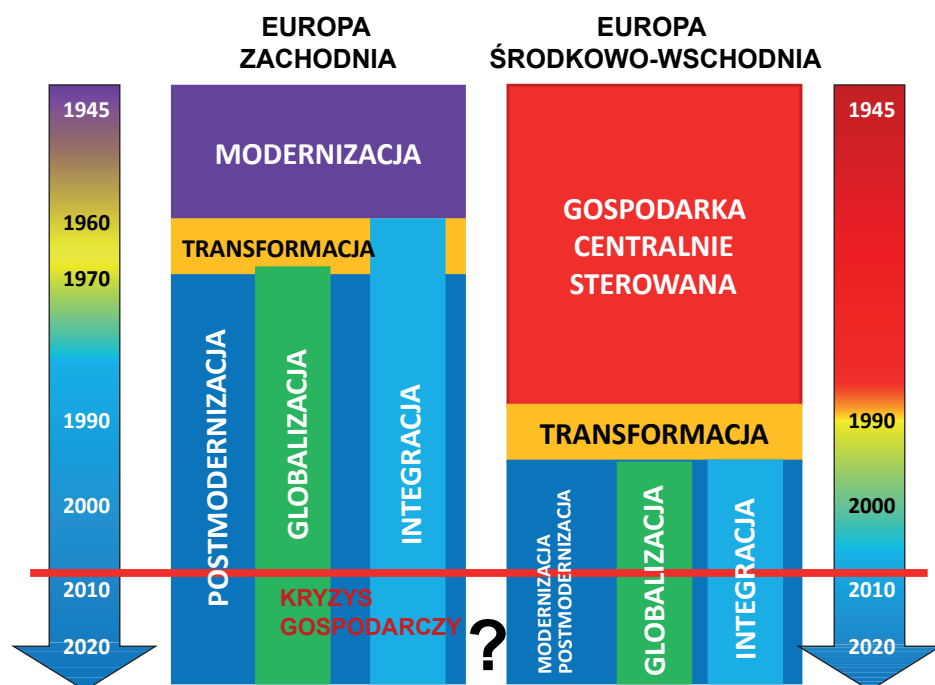 EUROPA
ZACHODNIA
EUROPA
ŚRODKOWO-WSCHODNIA
1945
1960
1970
1990
2000
2010
2020
MODERNIZACJA
TRANSFORMACJA
POSTMODERNIZACJA
GLOBALIZACJA
INTEGRACJA
KRYZYS
GOSPODARCZY
?
GOSPODARKA
CENTRALNIE
STEROWANA
TRANSFORMACJA
MODERNIZACJA
POSTMODERNIZACJA
GLOBALIZACJA
INTEGRACJA
1945
1990
2000
2010
2020